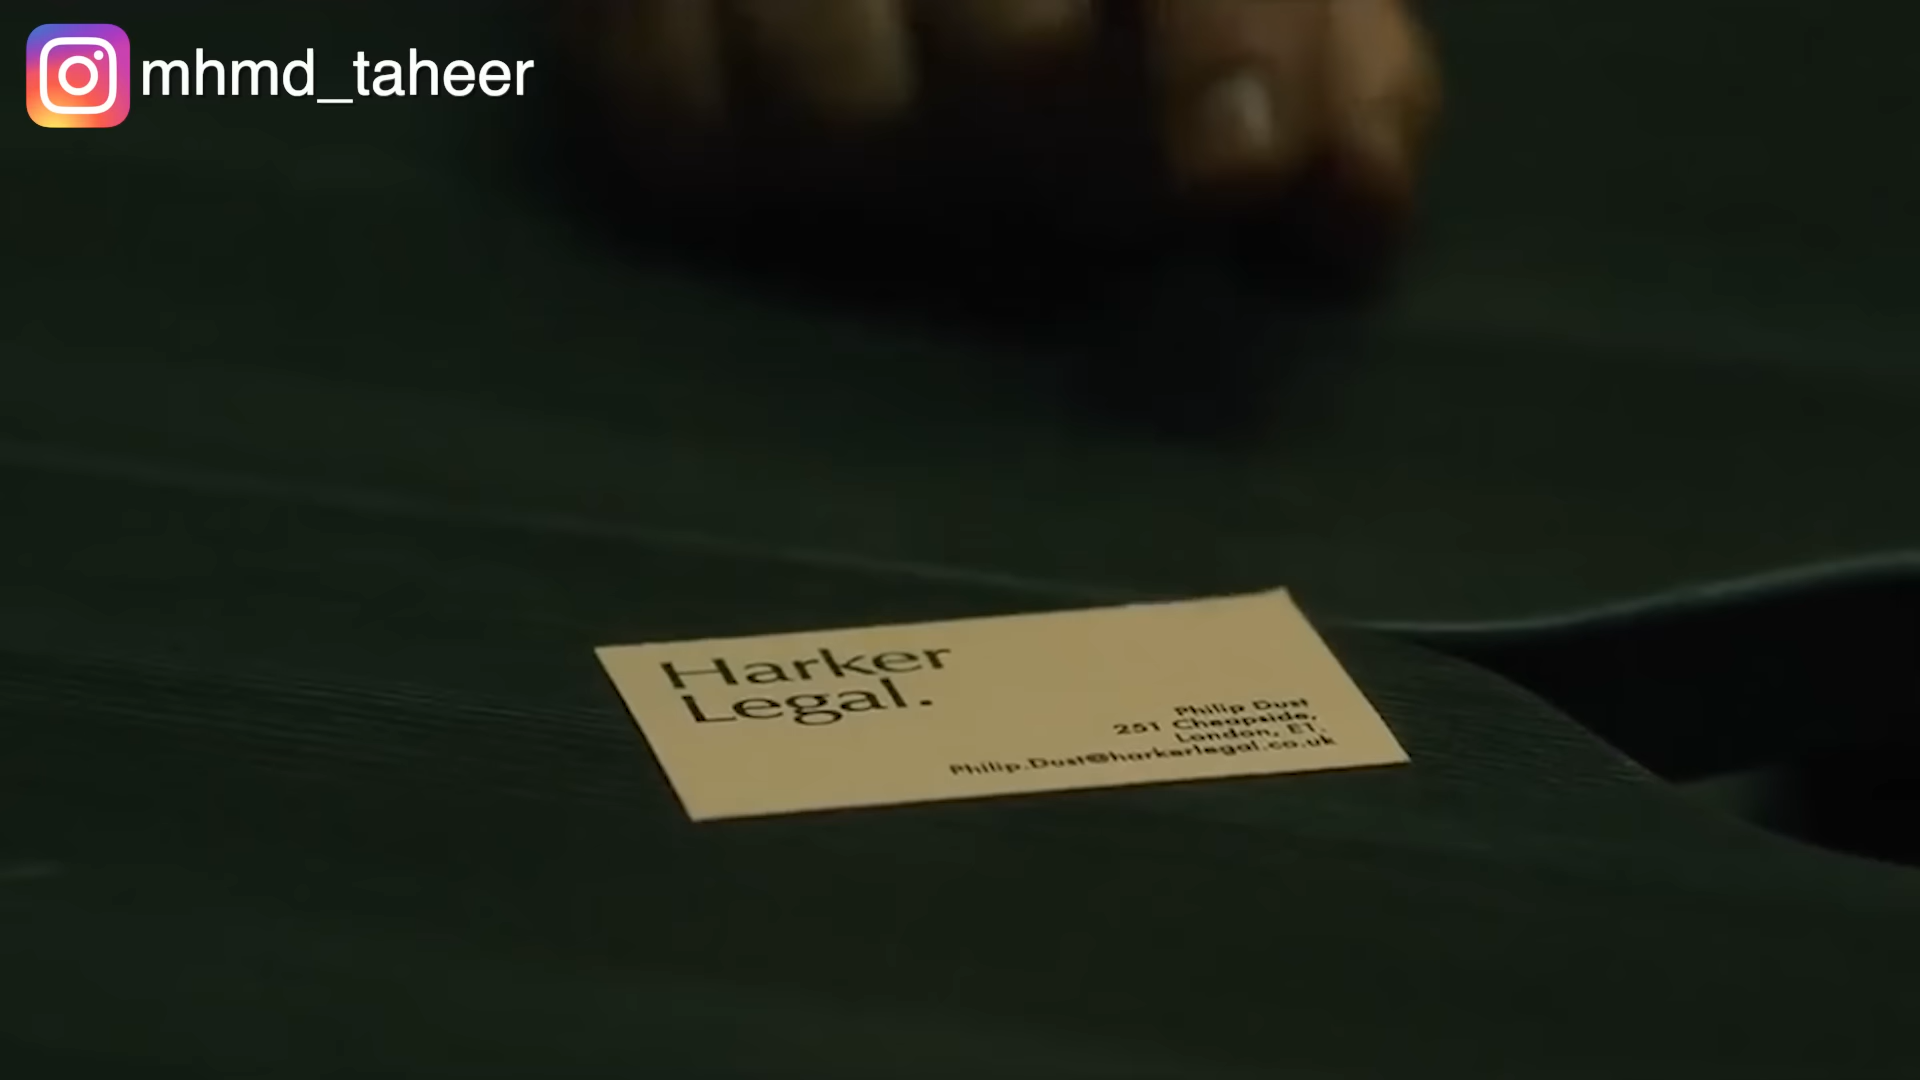 mhmd_taheer
Harker
Legal.
Philip Dust
251 Cheapside,
London, E1.
Philip.Dust@harkerlegal.co.uk